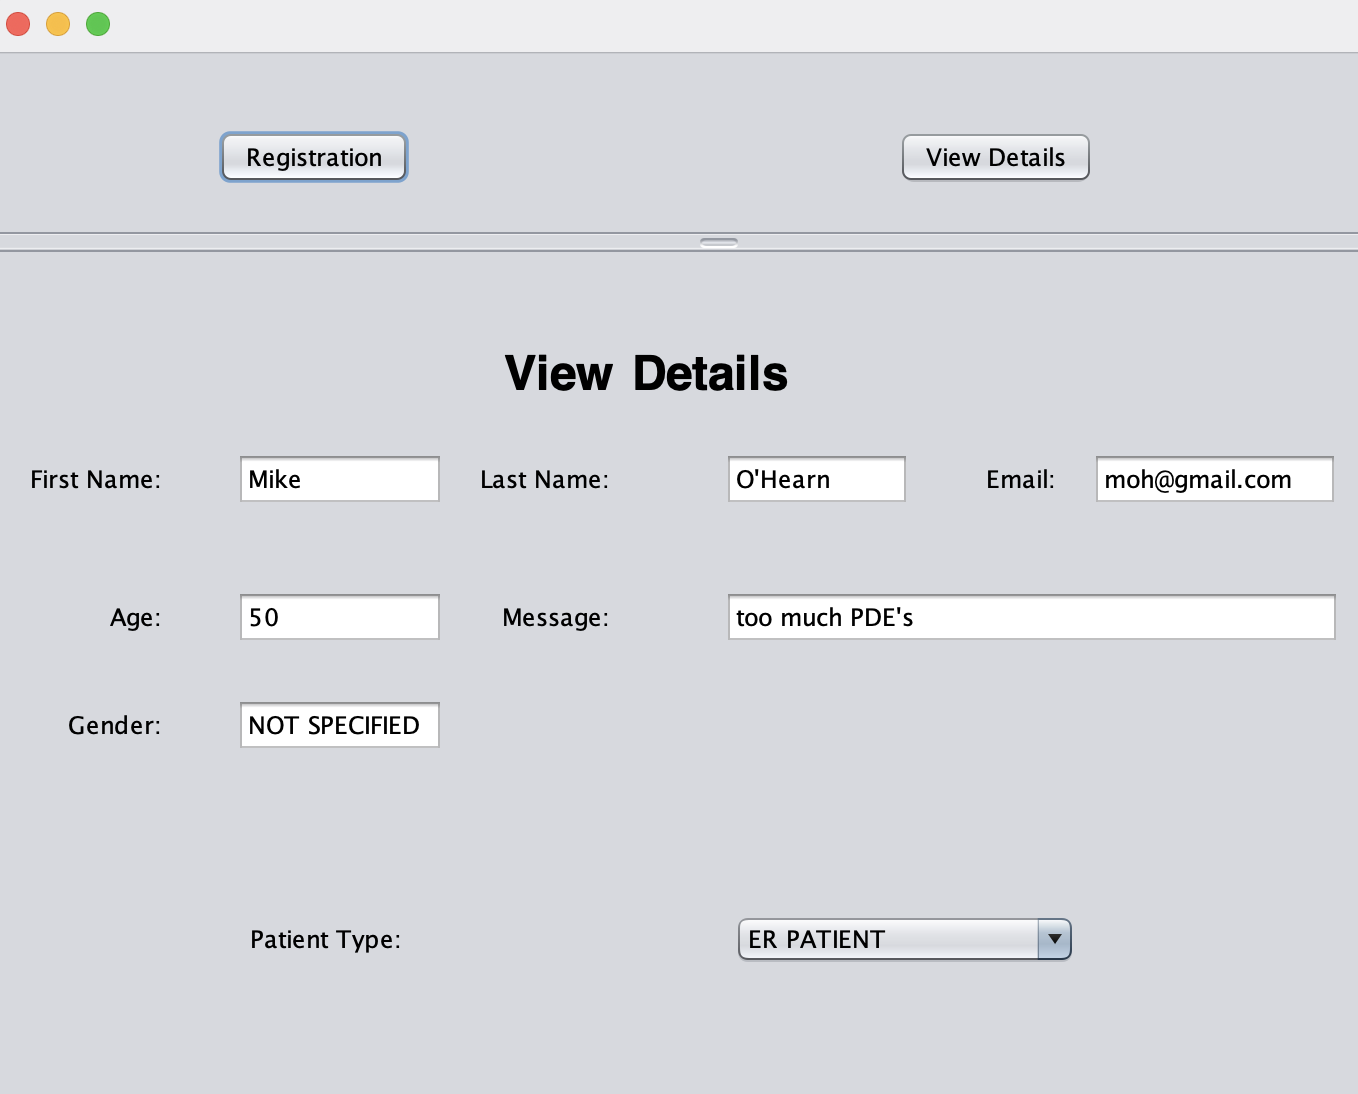 Registration View Details
View Details
First Name: Mike Last Name: O'Hearn Email: moh@gmail.com
Age: 50 Message: too much PDE's
Gender: NOT SPECIFIED
Patient Type: ER PATIENT